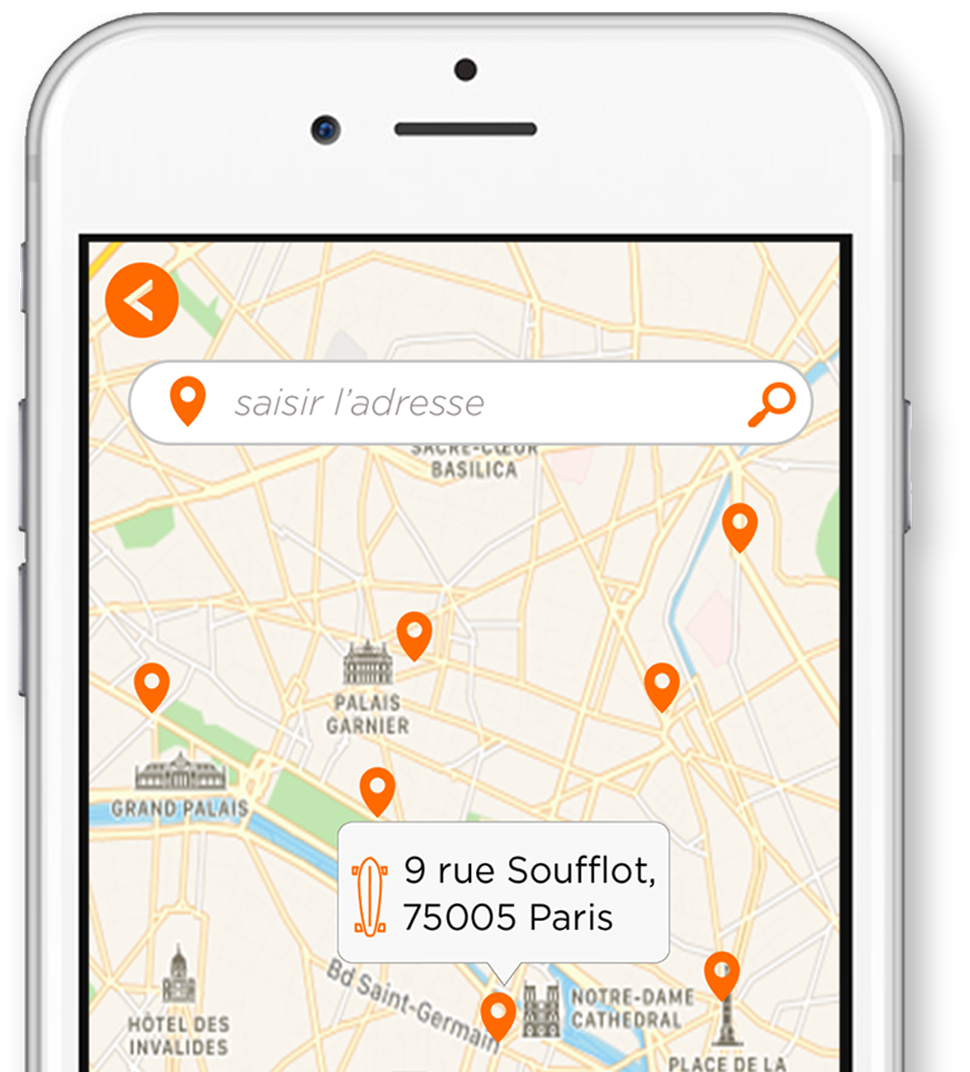 saisir l'adresse
SACRÉ-CŒUR
BASILICA
PALAIS
GARNIER
GRAND PALAIS
9 rue Soufflot,
75005 Paris
Bd Saint-Germain
NOTRE-DAME
CATHEDRAL
HÔTEL DES
INVALIDES
PLACE DE LA